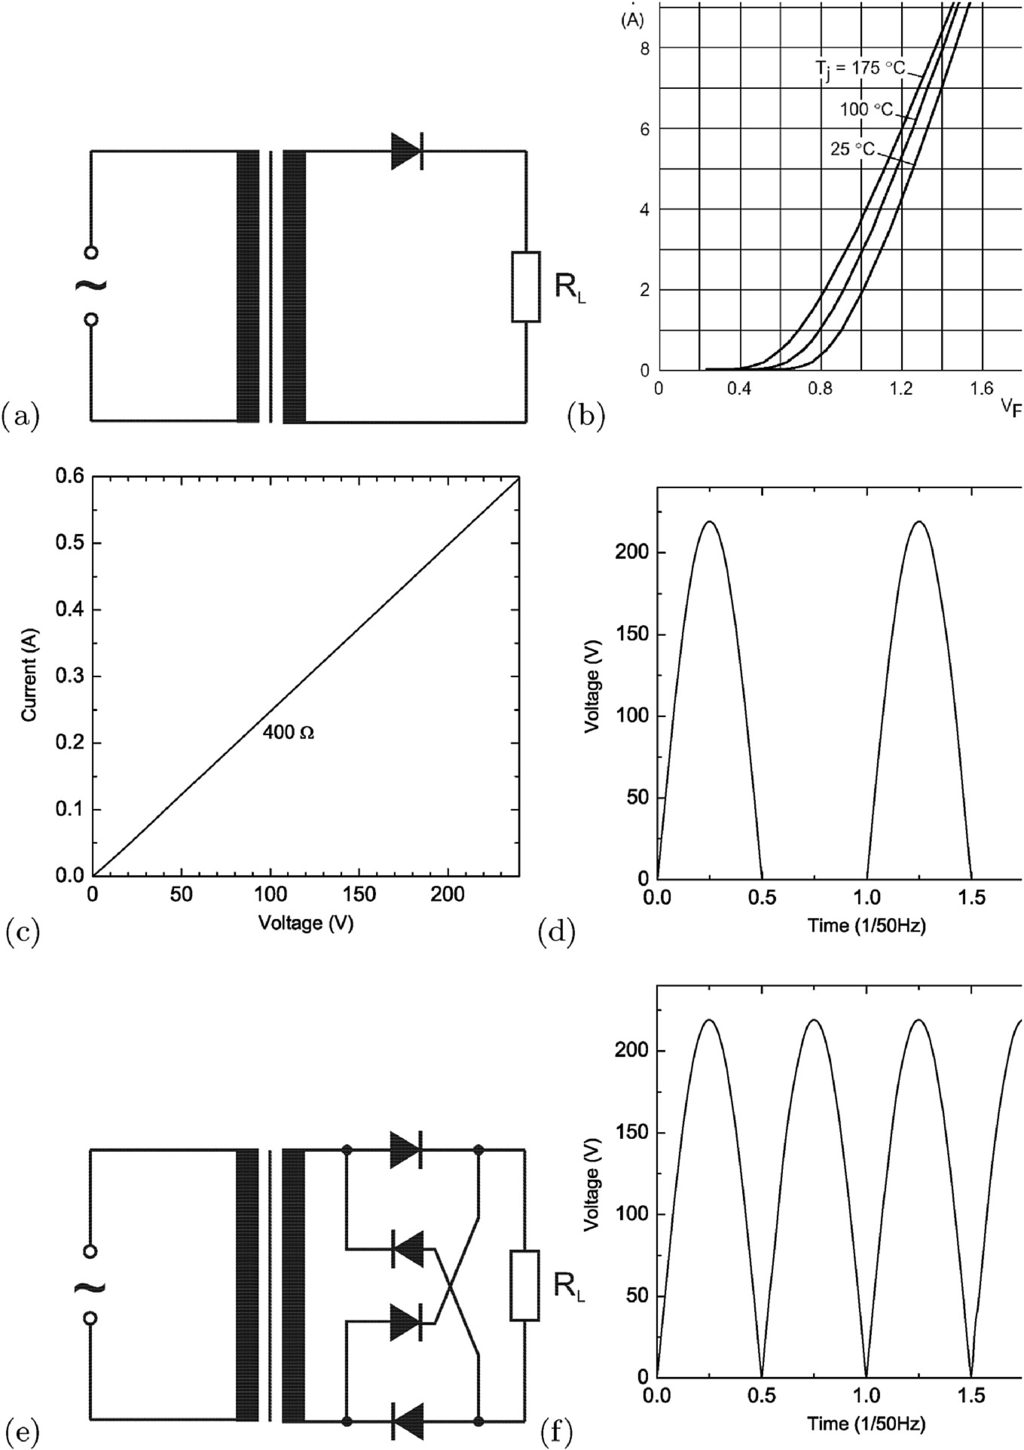 (A)
8
6
4
2
0
T_j = 175 °C
100 °C
25 °C
0 0.4 0.8 1.2 1.6
V_F
~
R_L
(a)
(b)
0.6
0.5
0.4
0.3
0.2
0.1
0.0
Current (A)
400 Ω
0 50 100 150 200
Voltage (V)
(c)
200
150
100
50
0
Voltage (V)
0.0 0.5 1.0 1.5
Time (1/50Hz)
(d)
~
R_L
(e)
200
150
100
50
0
Voltage (V)
0.0 0.5 1.0 1.5
Time (1/50Hz)
(f)